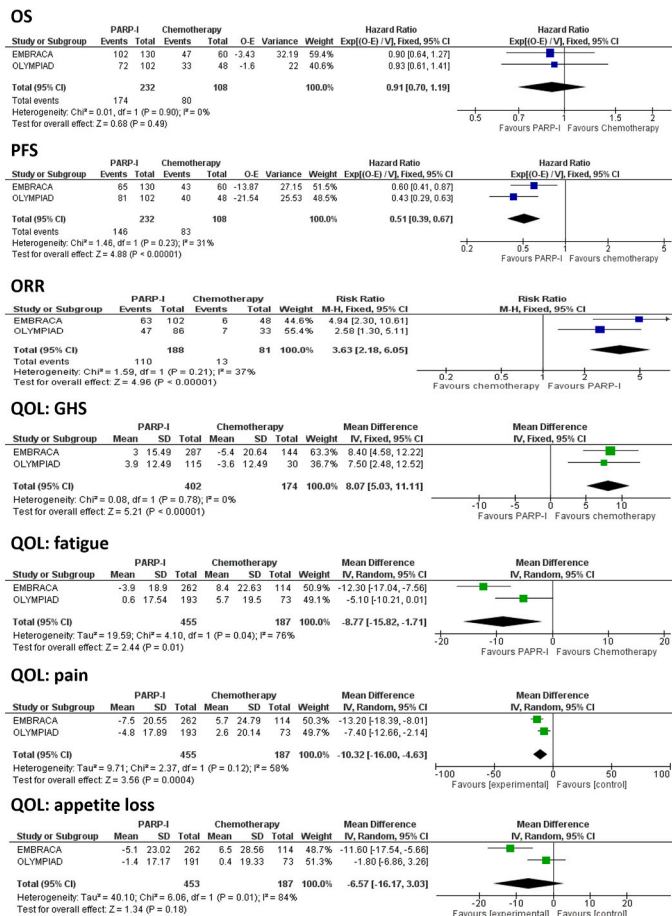 OS
PARP-I Chemotherapy Hazard Ratio Hazard Ratio
Study or Subgroup Events Total Events Total O-E Variance Weight Exp[(O-E) / V], Fixed, 95% CI Exp[(O-E) / V], Fixed, 95% CI
EMBRACA 102 130 47 60 -3.43 32.19 59.4% 0.90 [0.64, 1.27]
OLYMPIAD 72 102 33 48 -1.6 22 40.6% 0.93 [0.61, 1.41]
Total (95% CI) 232 108 100.0% 0.91 [0.70, 1.19]
Total events 174 80
Heterogeneity: Chi² = 0.01, df = 1 (P = 0.90); I² = 0%
Test for overall effect: Z = 0.68 (P = 0.49)
0.5 0.7 1 1.5 2
Favours PARP-I Favours Chemotherapy
PFS
PARP-I Chemotherapy Hazard Ratio Hazard Ratio
Study or Subgroup Events Total Events Total O-E Variance Weight Exp[(O-E) / V], Fixed, 95% CI Exp[(O-E) / V], Fixed, 95% CI
EMBRACA 65 130 43 60 -13.87 27.15 51.5% 0.60 [0.41, 0.87]
OLYMPIAD 81 102 40 48 -21.54 25.53 48.5% 0.43 [0.29, 0.63]
Total (95% CI) 232 108 100.0% 0.51 [0.39, 0.67]
Total events 146 83
Heterogeneity: Chi² = 1.46, df = 1 (P = 0.23); I² = 31%
Test for overall effect: Z = 4.88 (P < 0.00001)
0.2 0.5 1 2 5
Favours PARP-I Favours chemotherapy
ORR
PARP-I Chemotherapy Risk Ratio Risk Ratio
Study or Subgroup Events Total Events Total Weight M-H, Fixed, 95% CI M-H, Fixed, 95% CI
EMBRACA 63 102 6 48 44.6% 4.94 [2.30, 10.61]
OLYMPIAD 47 86 7 33 55.4% 2.58 [1.30, 5.11]
Total (95% CI) 188 81 100.0% 3.63 [2.18, 6.05]
Total events 110 13
Heterogeneity: Chi² = 1.59, df = 1 (P = 0.21); I² = 37%
Test for overall effect: Z = 4.96 (P < 0.00001)
0.2 0.5 1 2 5
Favours chemotherapy Favours PARP-I
QOL: GHS
PARP-I Chemotherapy Mean Difference Mean Difference
Study or Subgroup Mean SD Total Mean SD Total Weight IV, Fixed, 95% CI IV, Fixed, 95% CI
EMBRACA 3 15.49 287 -5.4 20.64 144 63.3% 8.40 [4.58, 12.22]
OLYMPIAD 3.9 12.49 115 -3.6 12.49 30 36.7% 7.50 [2.48, 12.52]
Total (95% CI) 402 174 100.0% 8.07 [5.03, 11.11]
Heterogeneity: Chi² = 0.08, df = 1 (P = 0.78); I² = 0%
Test for overall effect: Z = 5.21 (P < 0.00001)
-10 -5 0 5 10
Favours PARP-I Favours chemotherapy
QOL: fatigue
PARP-I Chemotherapy Mean Difference Mean Difference
Study or Subgroup Mean SD Total Mean SD Total Weight IV, Random, 95% CI IV, Random, 95% CI
EMBRACA -3.9 18.9 262 8.4 22.63 114 50.9% -12.30 [-17.04, -7.56]
OLYMPIAD 0.6 17.54 193 5.7 19.5 73 49.1% -5.10 [-10.21, 0.01]
Total (95% CI) 455 187 100.0% -8.77 [-15.82, -1.71]
Heterogeneity: Tau² = 19.59; Chi² = 4.10, df = 1 (P = 0.04); I² = 76%
Test for overall effect: Z = 2.44 (P = 0.01)
-20 -10 0 10 20
Favours PAPR-I Favours Chemotherapy
QOL: pain
PARP-I Chemotherapy Mean Difference Mean Difference
Study or Subgroup Mean SD Total Mean SD Total Weight IV, Random, 95% CI IV, Random, 95% CI
EMBRACA -7.5 20.55 262 5.7 24.79 114 50.3% -13.20 [-18.39, -8.01]
OLYMPIAD -4.8 17.89 193 2.6 20.14 73 49.7% -7.40 [-12.66, -2.14]
Total (95% CI) 455 187 100.0% -10.32 [-16.00, -4.63]
Heterogeneity: Tau² = 9.71; Chi² = 2.37, df = 1 (P = 0.12); I² = 58%
Test for overall effect: Z = 3.56 (P = 0.0004)
-100 -50 0 50 100
Favours [experimental] Favours [control]
QOL: appetite loss
PARP-I Chemotherapy Mean Difference Mean Difference
Study or Subgroup Mean SD Total Mean SD Total Weight IV, Random, 95% CI IV, Random, 95% CI
EMBRACA -5.1 23.02 262 6.5 28.56 114 48.7% -11.60 [-17.54, -5.66]
OLYMPIAD -1.4 17.17 191 0.4 19.33 73 51.3% -1.80 [-6.86, 3.26]
Total (95% CI) 453 187 100.0% -6.57 [-16.17, 3.03]
Heterogeneity: Tau² = 40.10; Chi² = 6.06, df = 1 (P = 0.01); I² = 84%
Test for overall effect: Z = 1.34 (P = 0.18)
-20 -10 0 10 20
Favours [experimental] Favours [control]